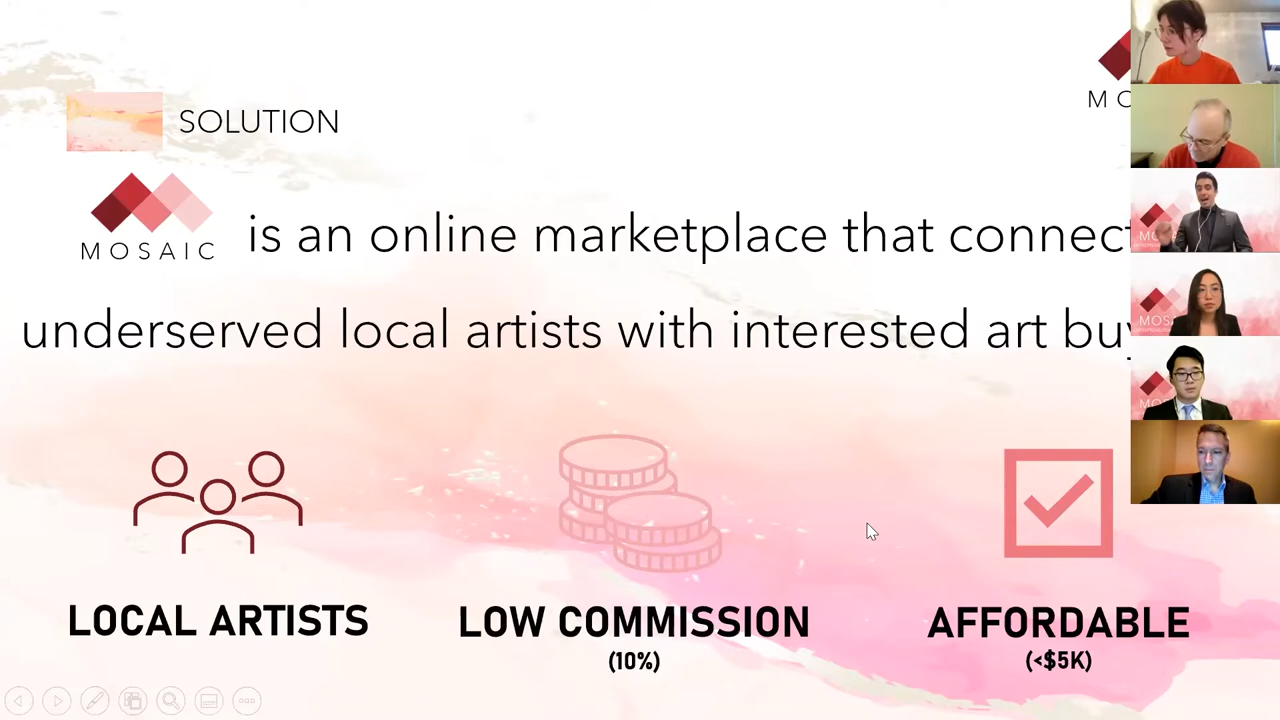 SOLUTION
MOSAIC
is an online marketplace that connect
underserved local artists with interested art buy
LOCAL ARTISTS
LOW COMMISSION
(10%)
AFFORDABLE
(<$5K)